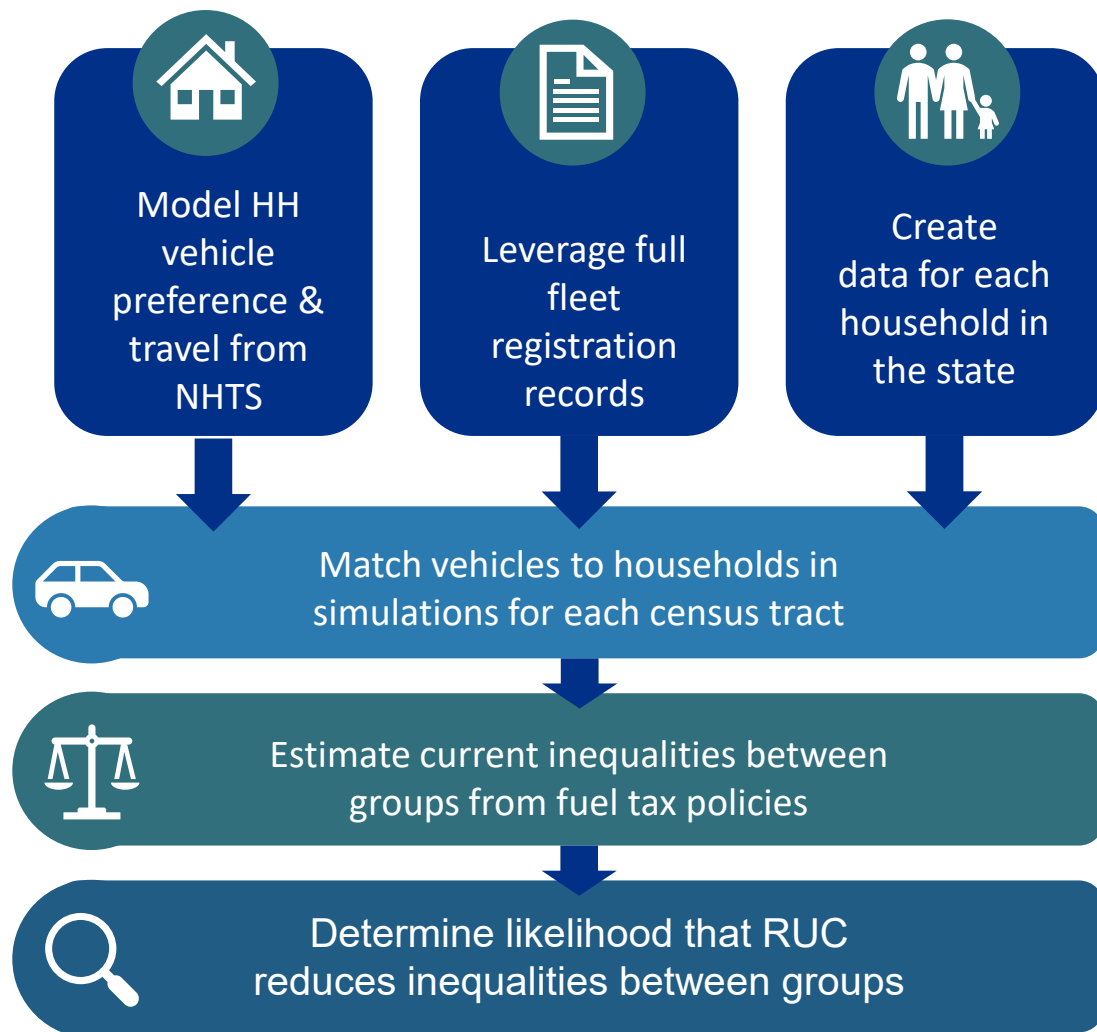 Model HH
vehicle
preference &
travel from
NHTS
Leverage full
fleet
registration
records
Create
data for each
household in
the state
Match vehicles to households in
simulations for each census tract
Estimate current inequalities between
groups from fuel tax policies
Determine likelihood that RUC
reduces inequalities between groups